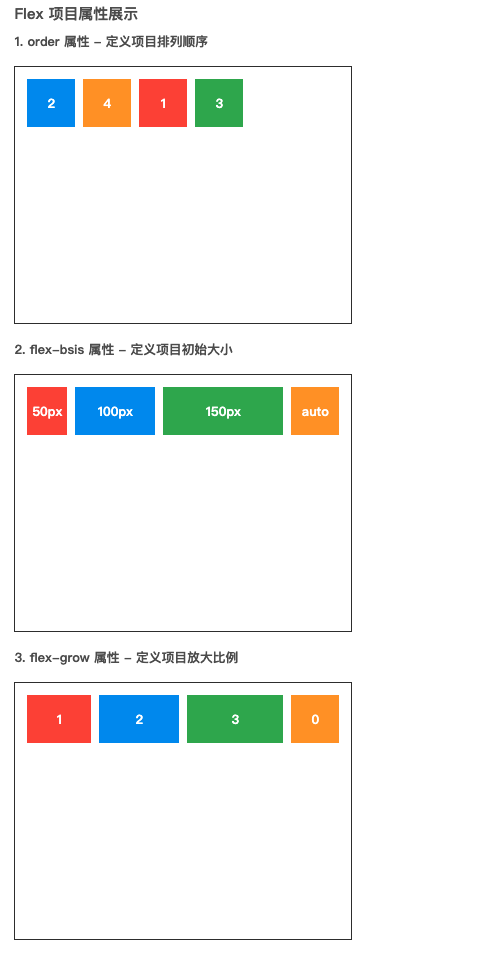 Flex 项目属性展示
1. order 属性 - 定义项目排列顺序
2 4 1 3
2. flex-bsis 属性 - 定义项目初始大小
50px 100px 150px auto
3. flex-grow 属性 - 定义项目放大比例
1 2 3 0